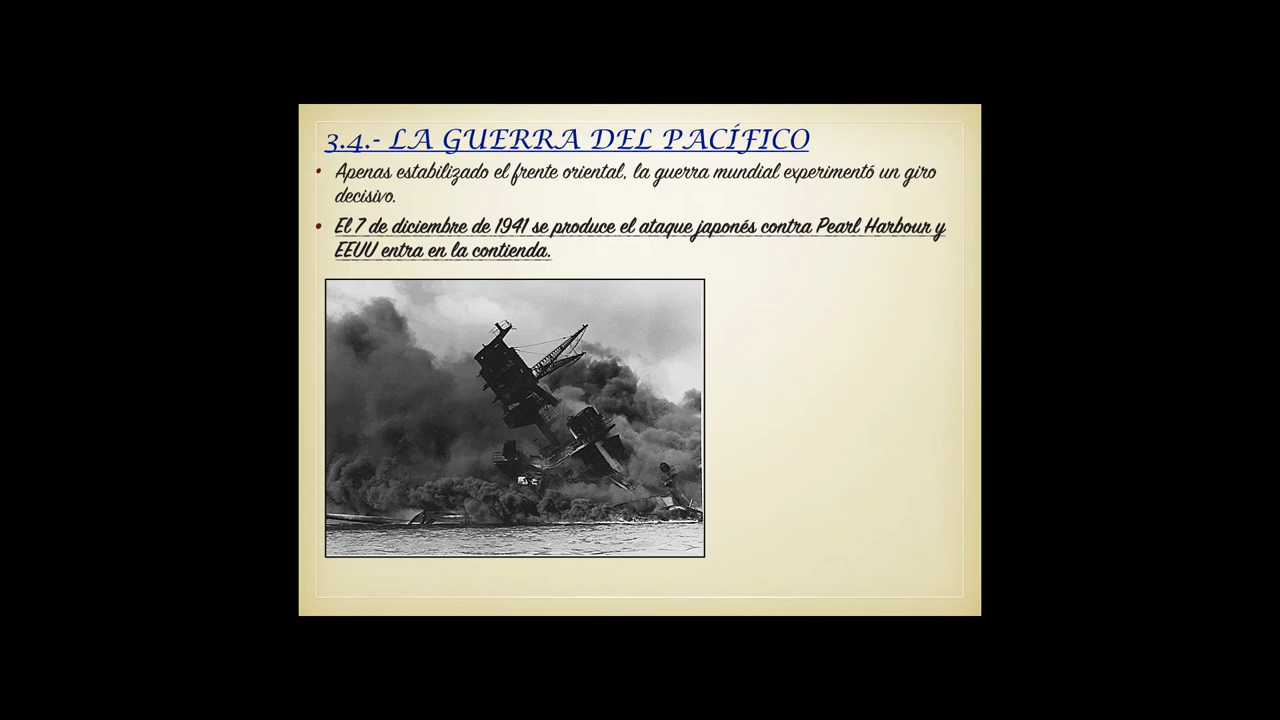 3.4.- LA GUERRA DEL PACÍFICO
• Apenas estabilizado el frente oriental, la guerra mundial experimentó un giro
decisivo.
• El 7 de diciembre de 1941 se produce el ataque japonés contra Pearl Harbour y
EEUU entra en la contienda.